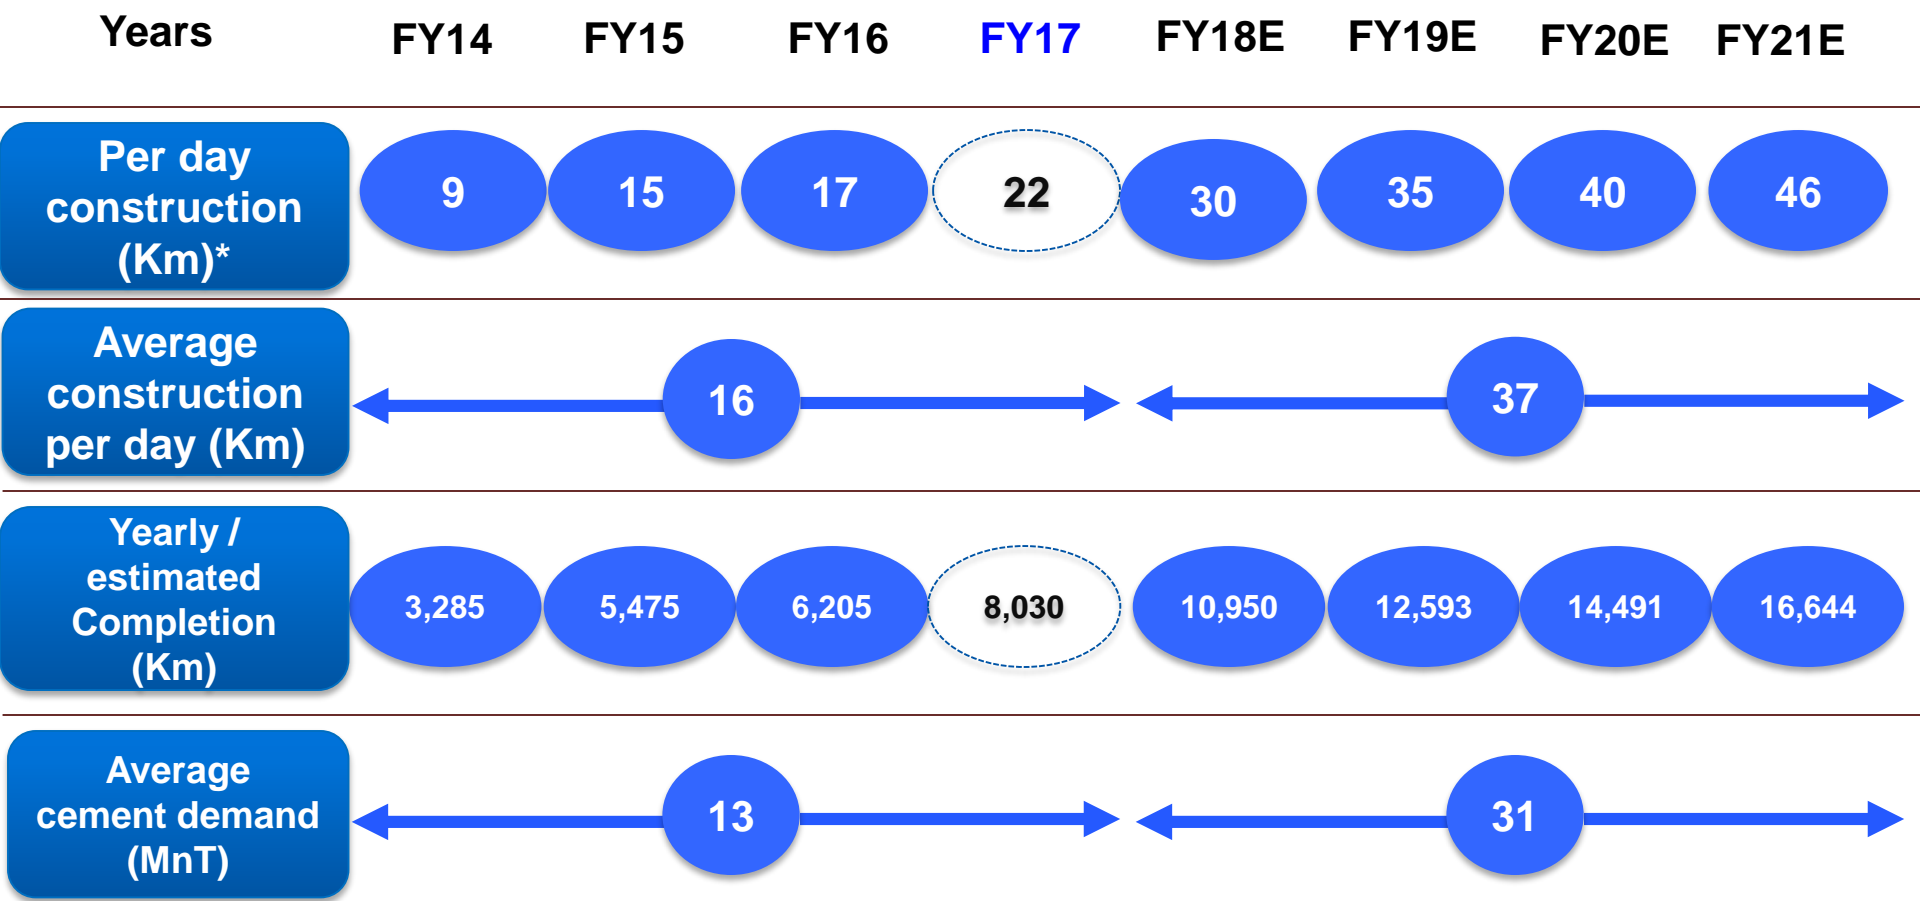 Years FY14 FY15 FY16 FY17 FY18E FY19E FY20E FY21E
Per day
construction
(Km)*
9 15 17 22 30 35 40 46
Average
construction
per day (Km)
16 37
Yearly /
estimated
Completion
(Km)
3,285 5,475 6,205 8,030 10,950 12,593 14,491 16,644
Average
cement demand
(MnT)
13 31